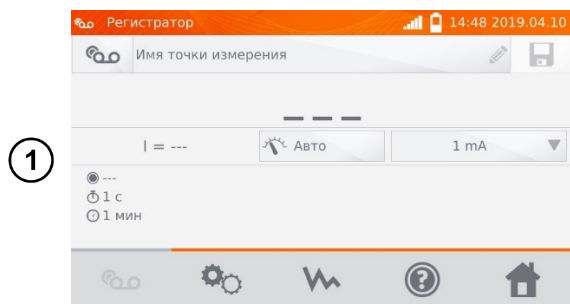 Регистратор 14:48 2019.04.10
Имя точки измерения
---
I = --- Авто 1 mA
1
---
1 с
1 мин
?